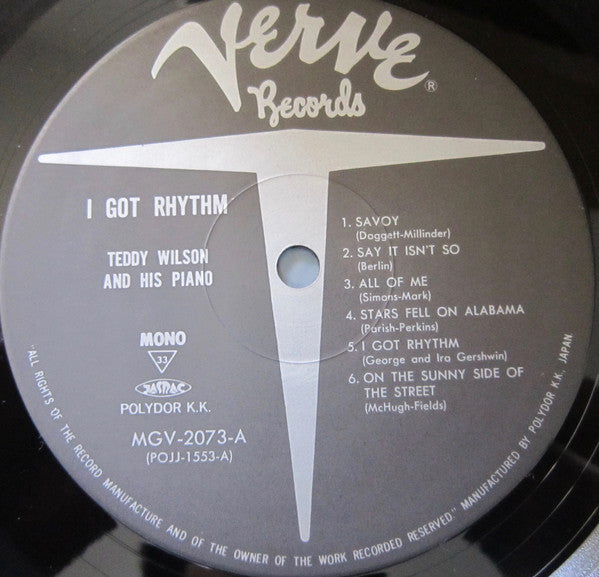 Verve
Records
®
I GOT RHYTHM
TEDDY WILSON
AND HIS PIANO
MONO
33
JASRAC
POLYDOR K.K.
MGV-2073-A
(POJJ-1553-A)
1. SAVOY
(Daggett-Millinder)
2. SAY IT ISN'T SO
(Berlin)
3. ALL OF ME
(Simons-Mark)
4. STARS FELL ON ALABAMA
(Parish-Perkins)
5. I GOT RHYTHM
(George and Ira Gershwin)
6. ON THE SUNNY SIDE OF
THE STREET
(McHugh-Fields)
"ALL RIGHTS OF THE RECORD MANUFACTURE AND OF THE OWNER OF THE WORK RECORDED RESERVED." MANUFACTURED BY POLYDOR K.K. JAPAN.